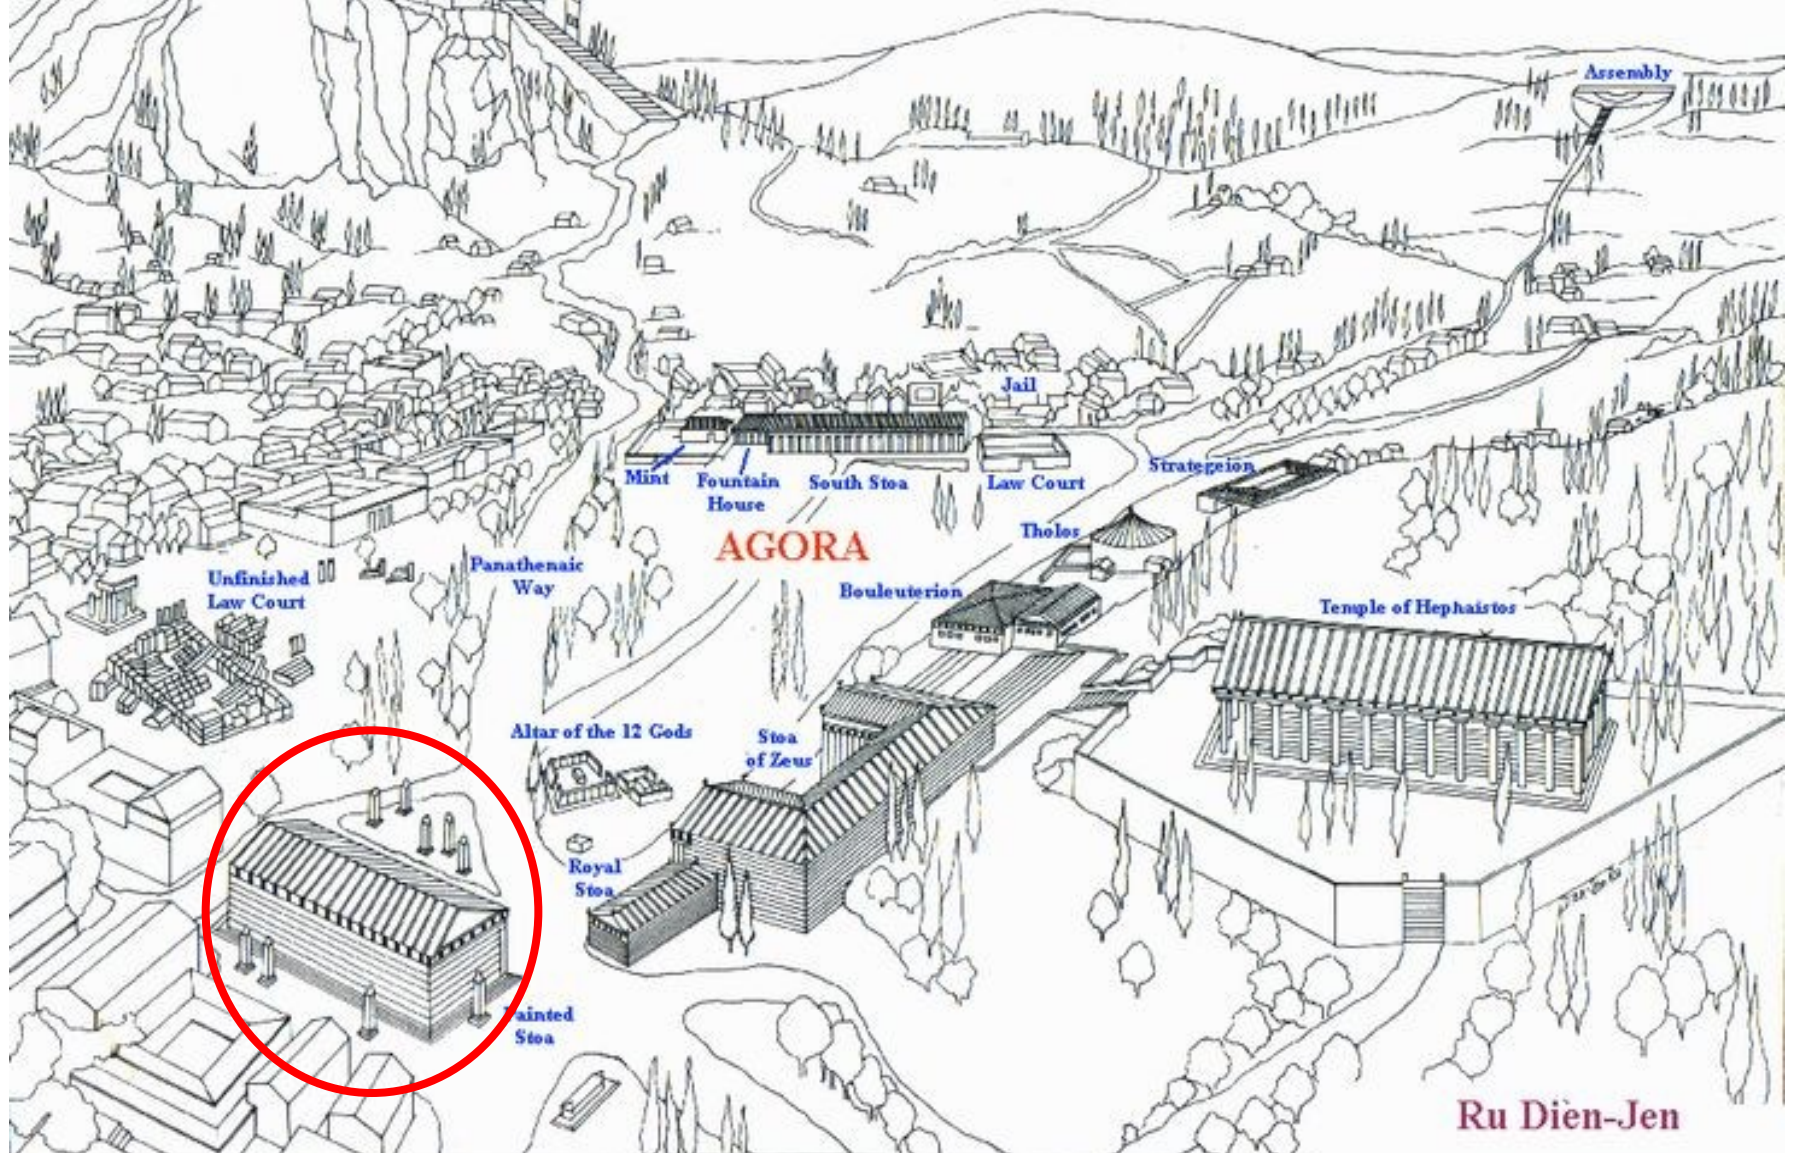 Assembly
Jail
Mint
Fountain
House
South Stoa
Law Court
Strategeion
Tholos
AGORA
Panathenaic
Way
Unfinished
Law Court
Bouleuterion
Temple of Hephaistos
Altar of the 12 Gods
Stoa
of Zeus
Royal
Stoa
Painted
Stoa
Ru Dièn-Jen